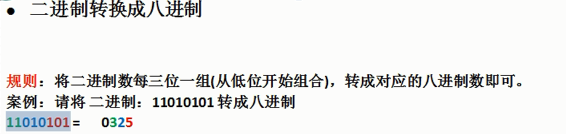 ● 二进制转换成八进制
规则：将二进制数每三位一组(从低位开始组合)，转成对应的八进制数即可。
案例：请将 二进制：11010101 转成八进制
11010101 = 0325